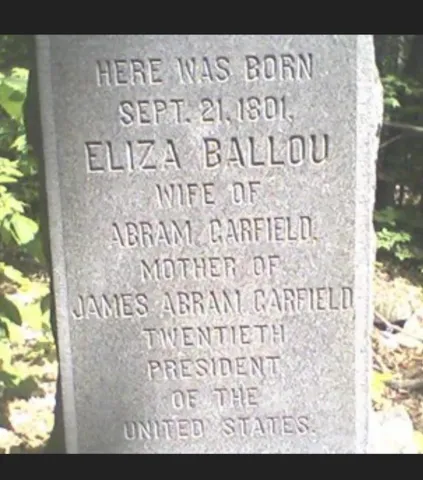 HERE WAS BORN
SEPT. 21, 1801,
ELIZA BALLOU
WIFE OF
ABRAM GARFIELD,
MOTHER OF
JAMES ABRAM GARFIELD
TWENTIETH
PRESIDENT
OF THE
UNITED STATES.